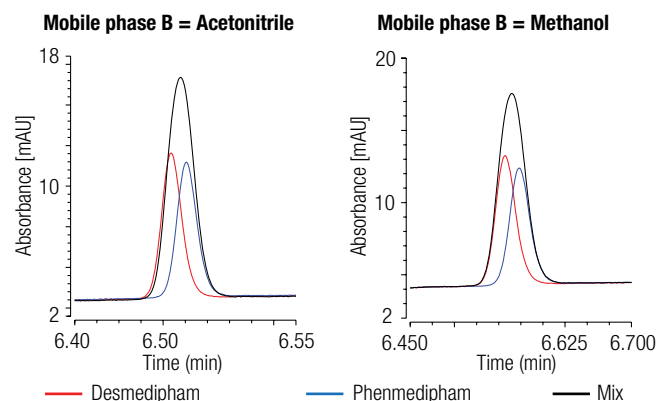 Mobile phase B = Acetonitrile
18
10
2
Absorbance [mAU]
6.40 6.50 6.55
Time (min)
Mobile phase B = Methanol
20
10
2
Absorbance [mAU]
6.450 6.625 6.700
Time (min)
Desmedipham Phenmedipham Mix